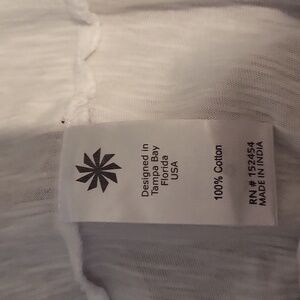 Designed in
Tampa Bay
Florida
USA
100% Cotton
RN # 152454
MADE IN INDIA